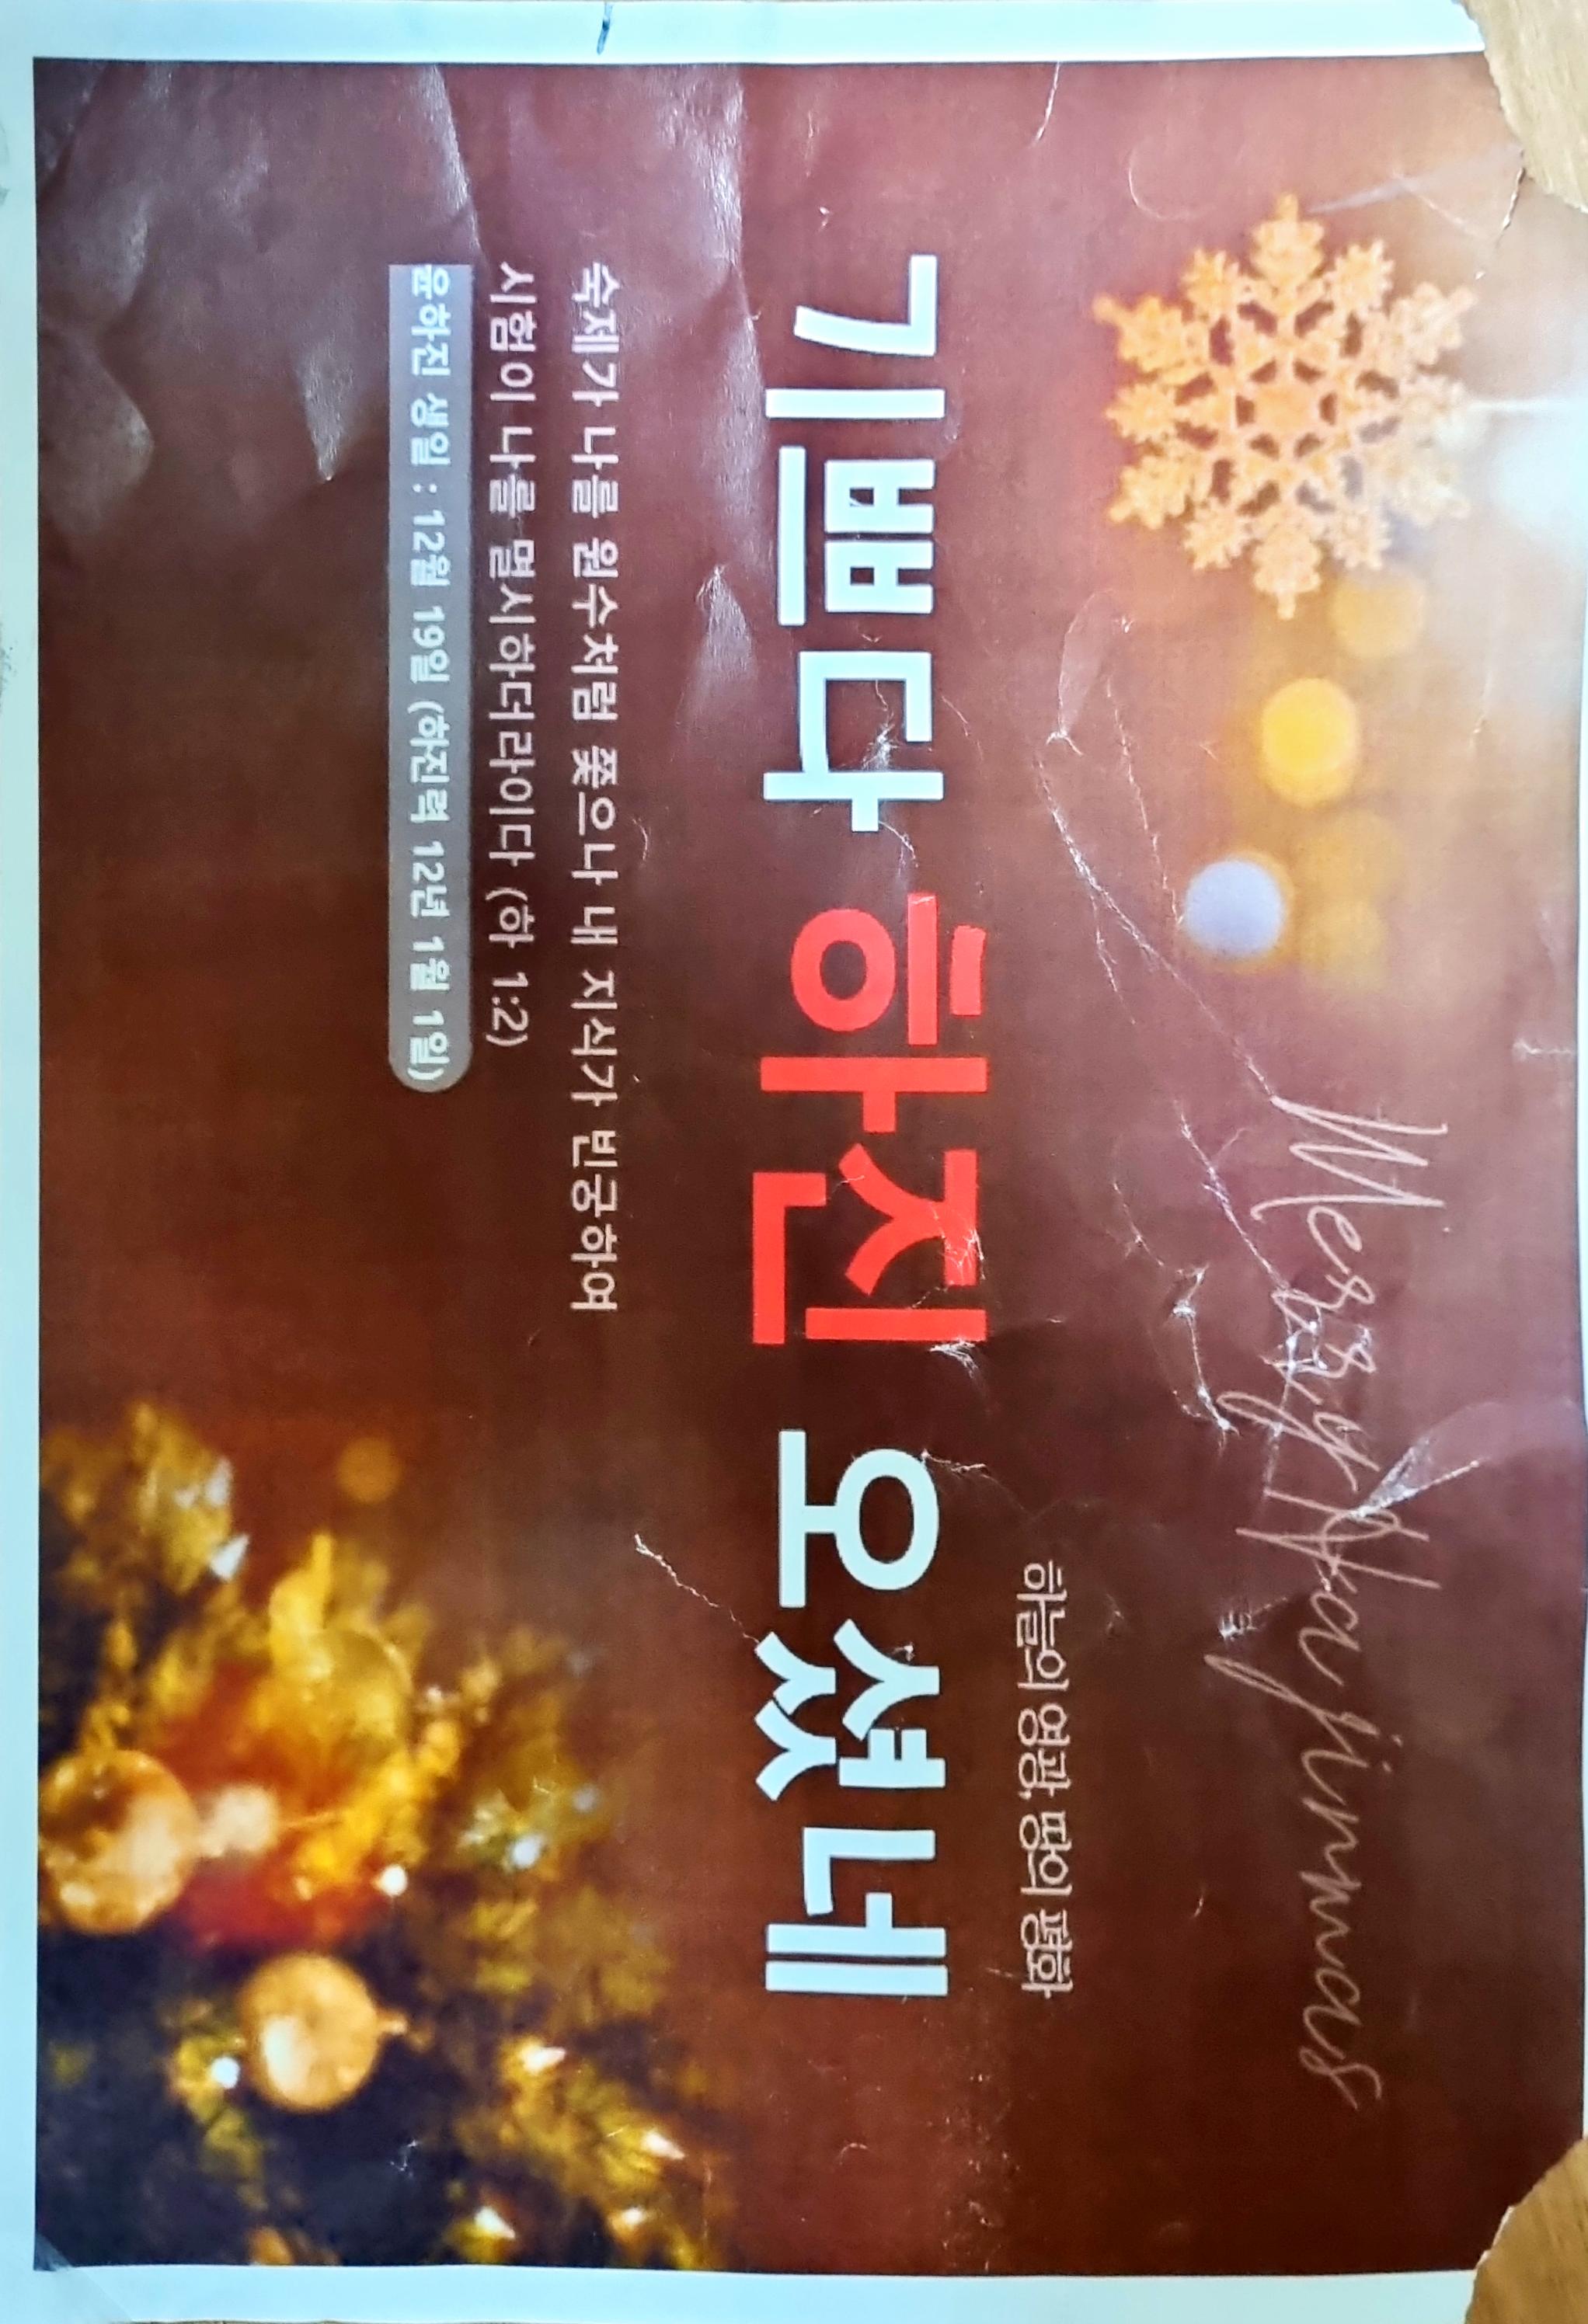 Messy Hajinmas
하늘의 영광, 땅의 평화
기쁘다 하진 오셨네
숙제가 나를 원수처럼 쫓으나 내 지식가 빈궁하여
시험이 나를 멸시하더라이다 (하 1:2)
윤하진 생일 : 12월 19일 (하진력 12년 1월 1일)